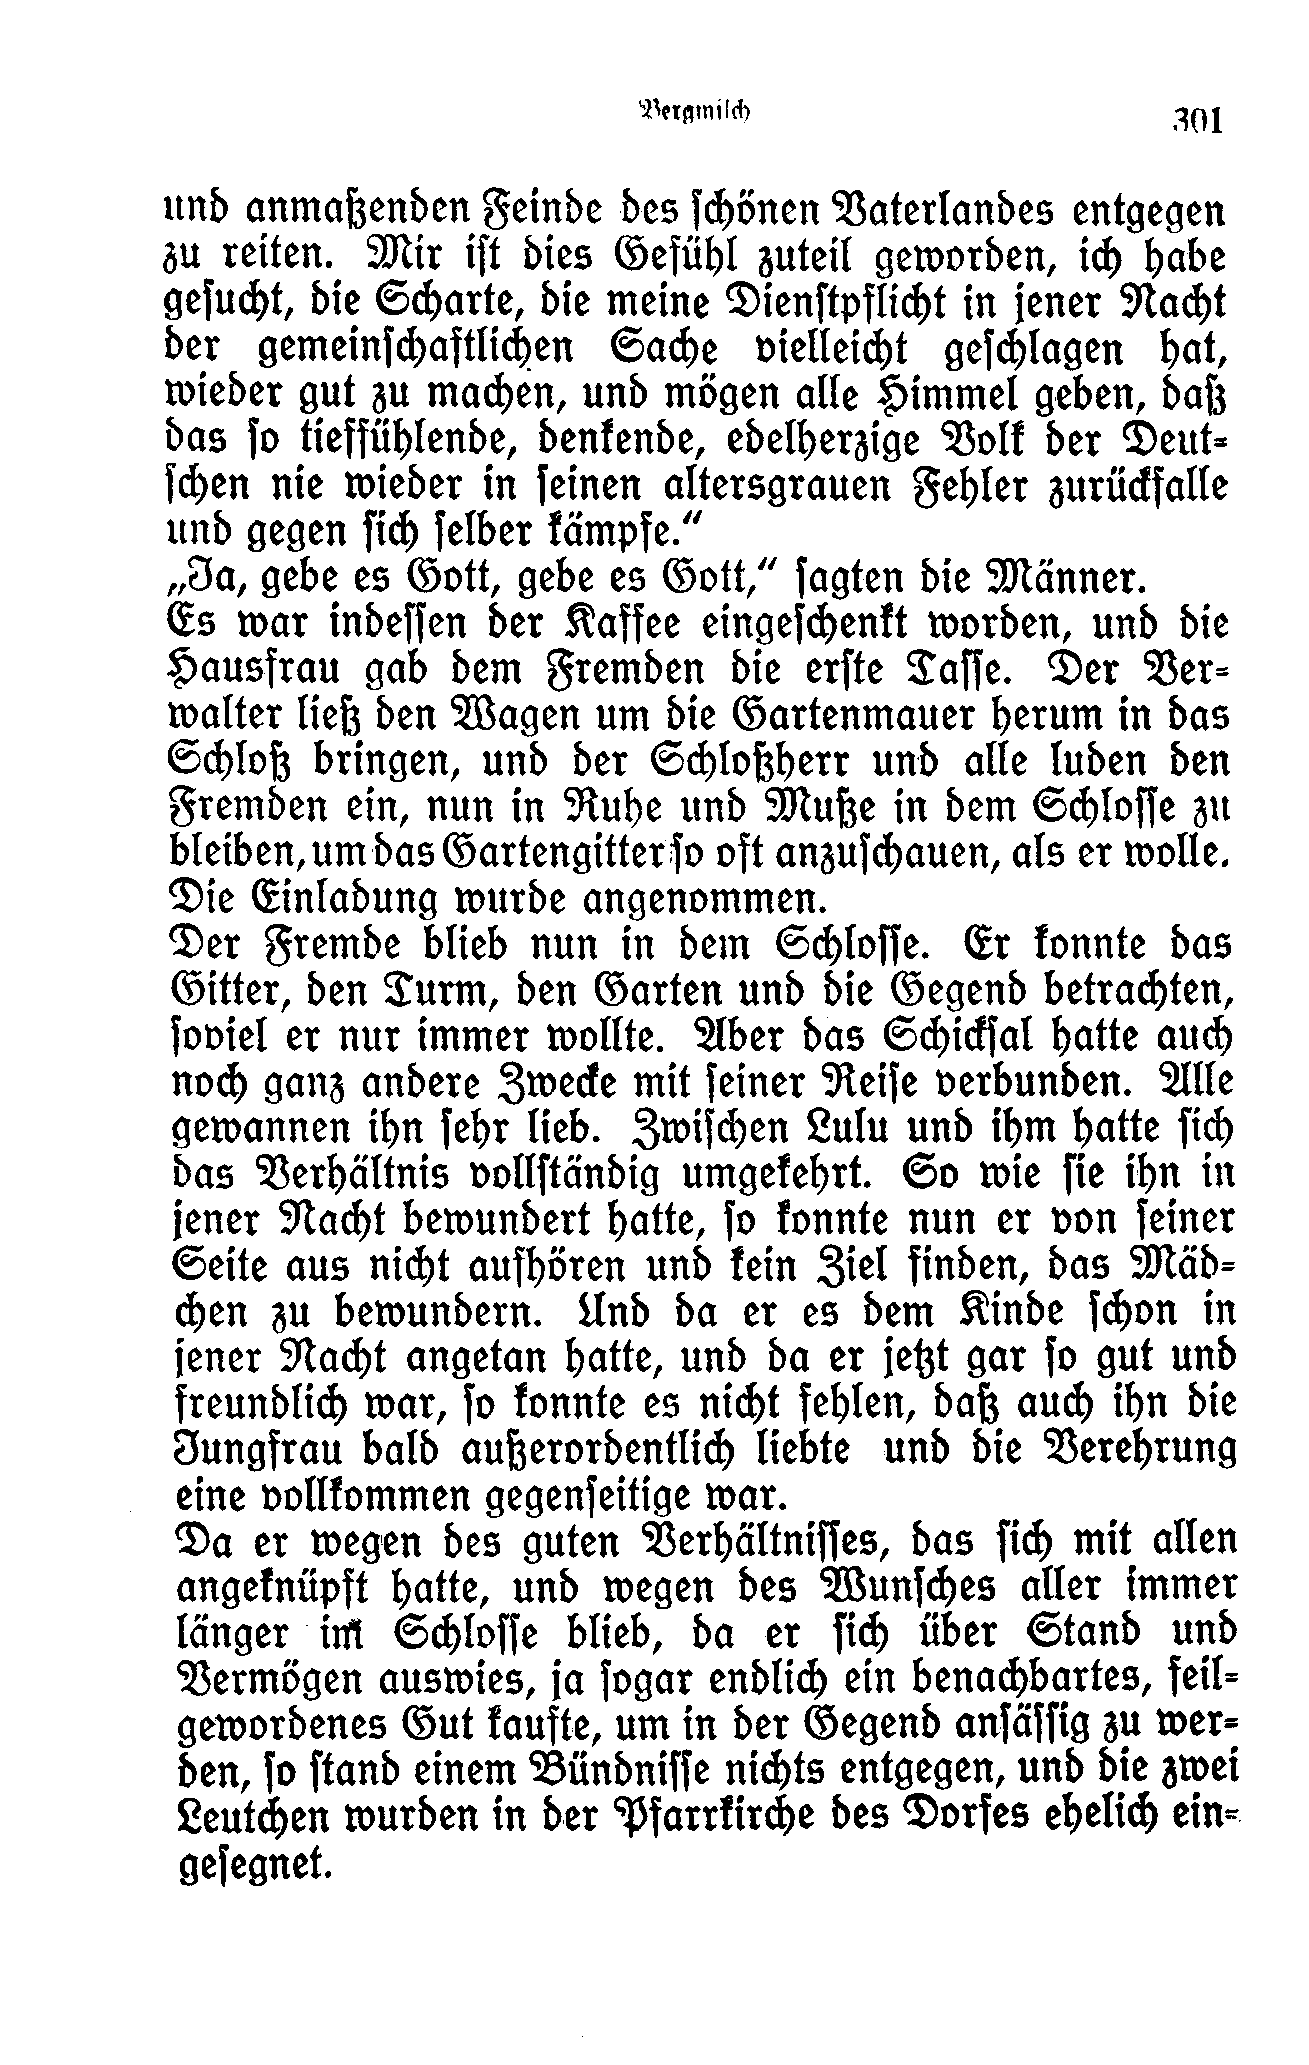 Bergmilch
301
und anmaßenden Feinde des schönen Vaterlandes entgegen
zu reiten. Mir ist dies Gefühl zuteil geworden, ich habe
gesucht, die Scharte, die meine Dienstpflicht in jener Nacht
der gemeinschaftlichen Sache vielleicht geschlagen hat,
wieder gut zu machen, und mögen alle Himmel geben, daß
das so tieffühlende, denkende, edelherzige Volk der Deut-
schen nie wieder in seinen altersgrauen Fehler zurückfalle
und gegen sich selber kämpfe.“
„Ja, gebe es Gott, gebe es Gott,“ sagten die Männer.
Es war indessen der Kaffee eingeschenkt worden, und die
Hausfrau gab dem Fremden die erste Tasse. Der Ver-
walter ließ den Wagen um die Gartenmauer herum in das
Schloß bringen, und der Schloßherr und alle luden den
Fremden ein, nun in Ruhe und Muße in dem Schlosse zu
bleiben, um das Gartengitter so oft anzuschauen, als er wolle.
Die Einladung wurde angenommen.
Der Fremde blieb nun in dem Schlosse. Er konnte das
Gitter, den Turm, den Garten und die Gegend betrachten,
soviel er nur immer wollte. Aber das Schicksal hatte auch
noch ganz andere Zwecke mit seiner Reise verbunden. Alle
gewannen ihn sehr lieb. Zwischen Lulu und ihm hatte sich
das Verhältnis vollständig umgekehrt. So wie sie ihn in
jener Nacht bewundert hatte, so konnte nun er von seiner
Seite aus nicht aufhören und kein Ziel finden, das Mäd-
chen zu bewundern. Und da er es dem Kinde schon in
jener Nacht angetan hatte, und da er jetzt gar so gut und
freundlich war, so konnte es nicht fehlen, daß auch ihn die
Jungfrau bald außerordentlich liebte und die Verehrung
eine vollkommen gegenseitige war.
Da er wegen des guten Verhältnisses, das sich mit allen
angeknüpft hatte, und wegen des Wunsches aller immer
länger im Schlosse blieb, da er sich über Stand und
Vermögen auswies, ja sogar endlich ein benachbartes, feil-
gewordenes Gut kaufte, um in der Gegend ansässig zu wer-
den, so stand einem Bündnisse nichts entgegen, und die zwei
Leutchen wurden in der Pfarrkirche des Dorfes ehelich ein-
gesegnet.